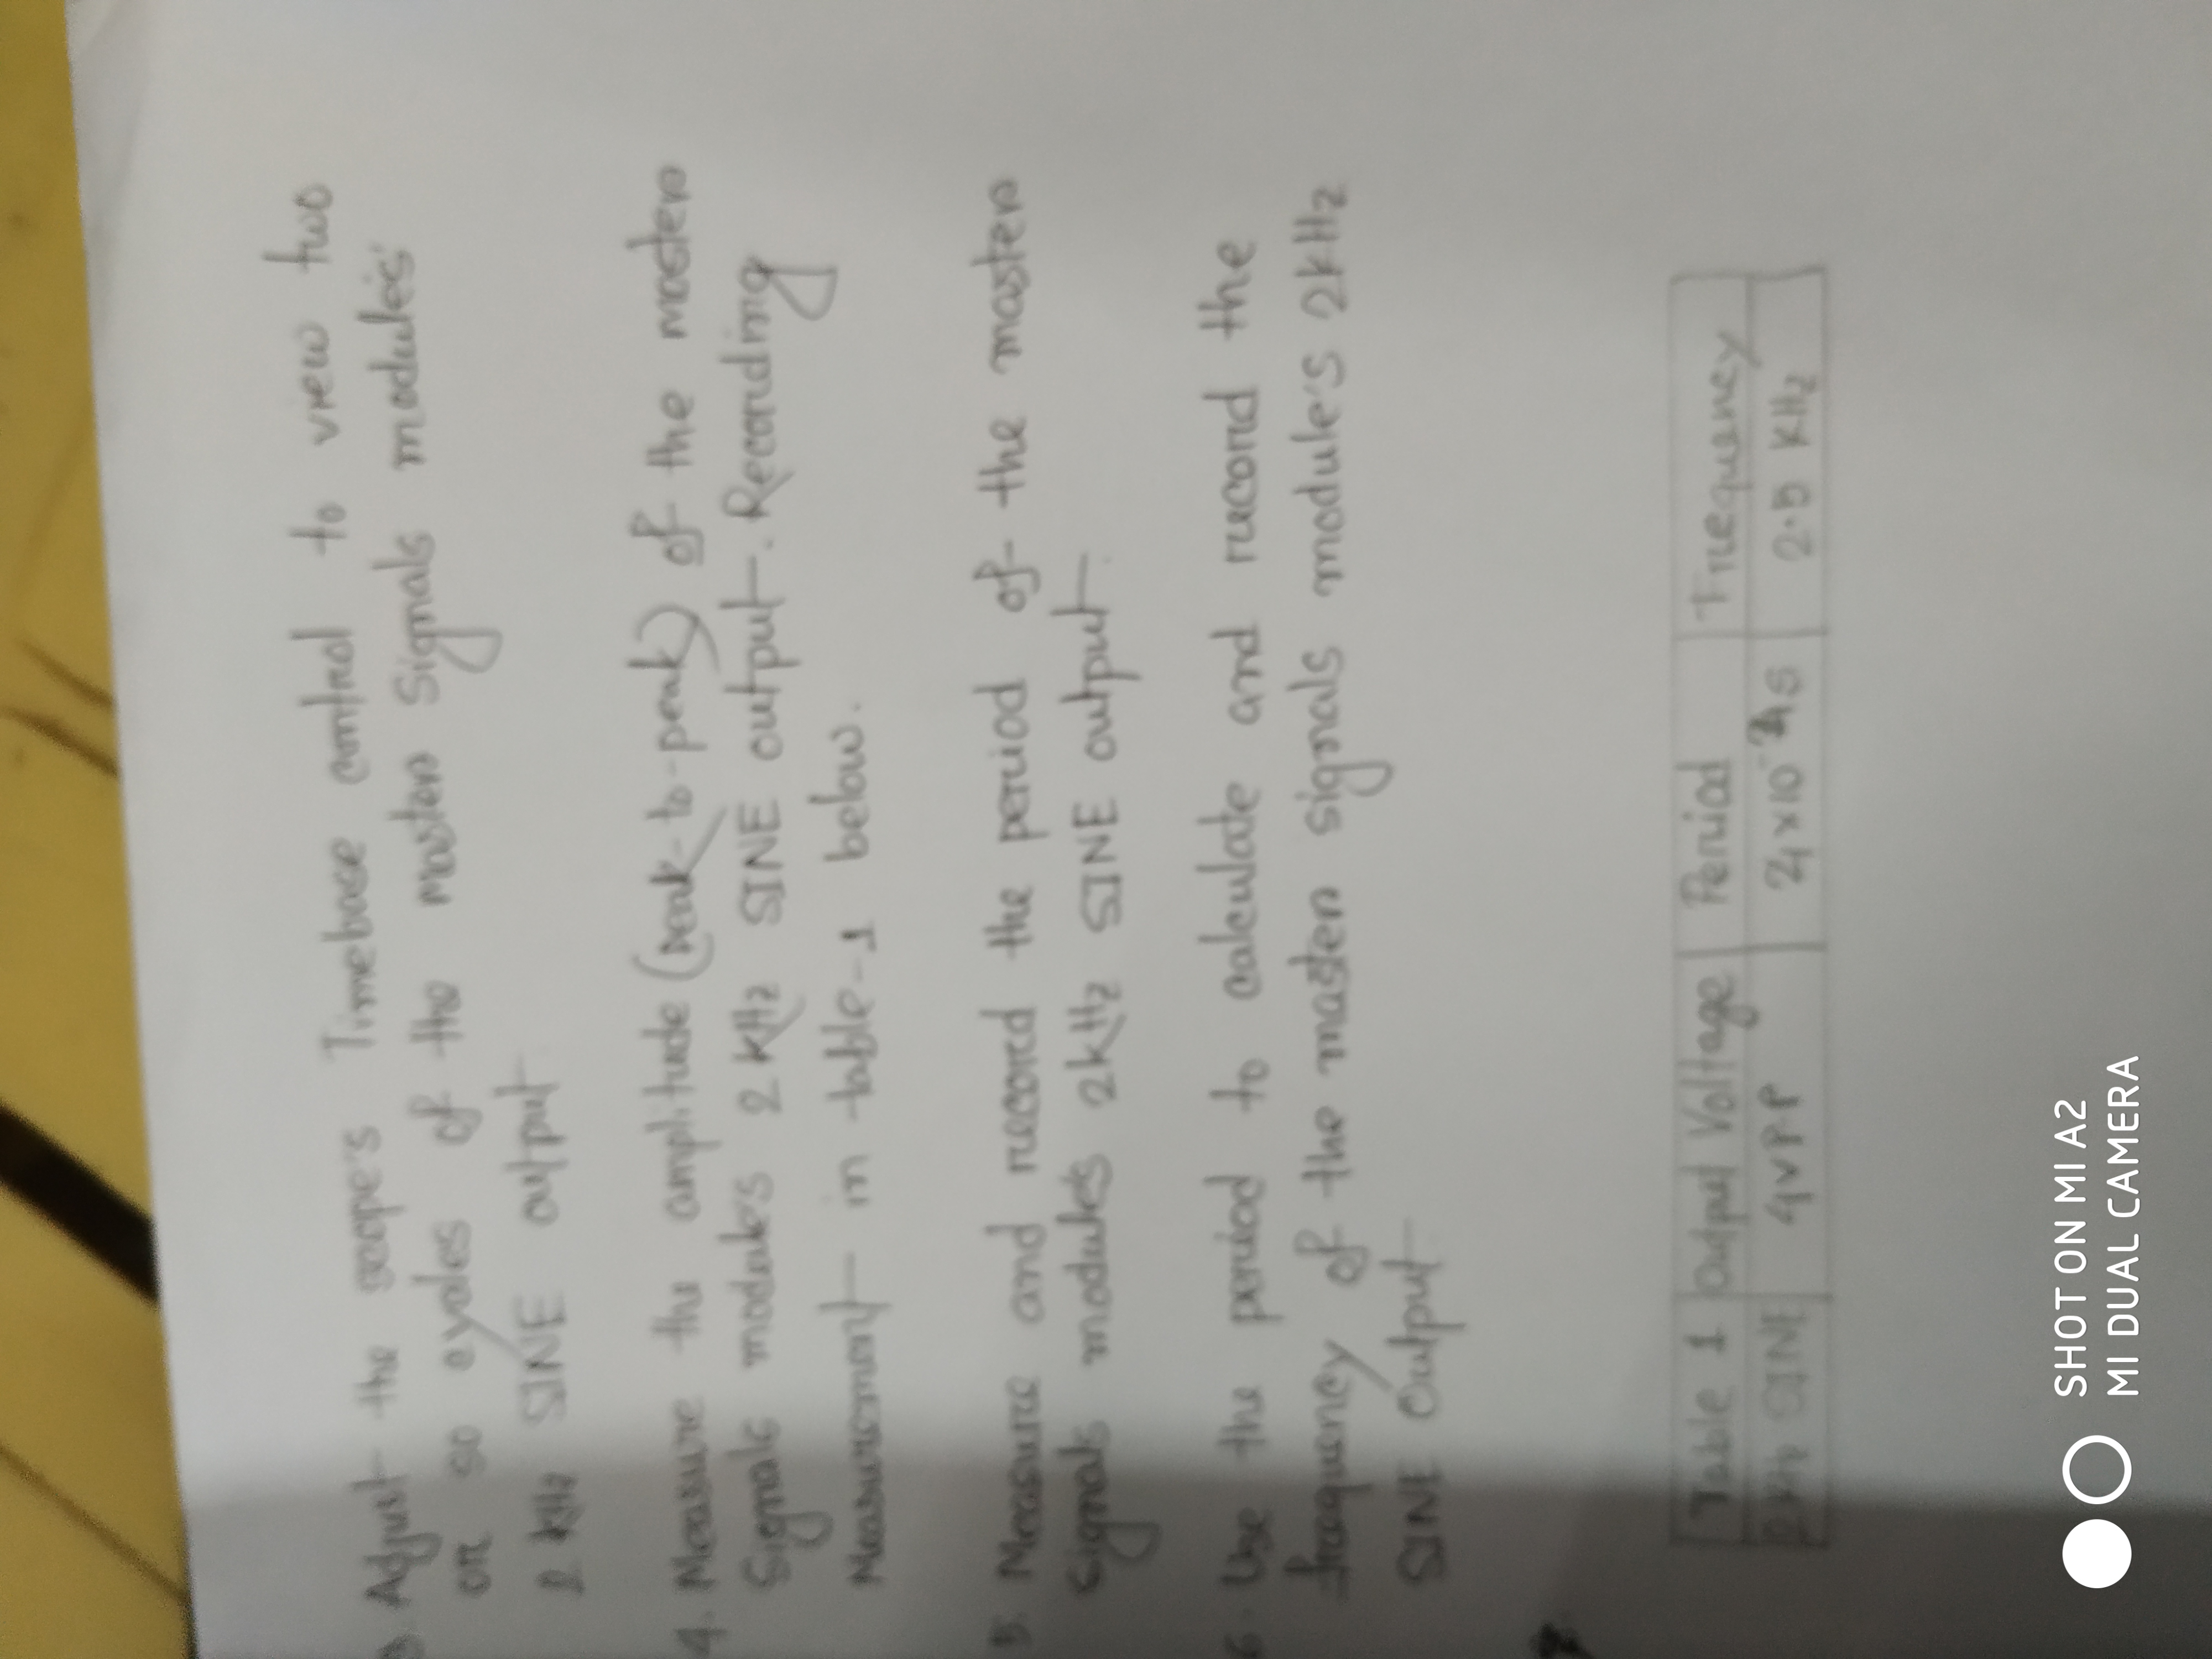 3. Adjust the scope's Timebase control to view two
or so cycles of the master Signals module's
2 kHz SINE output
4. Measure the amplitude (peak-to-peak) of the master
Signals module's 2 kHz SINE output. Recording
Measurement in table-1 below.
5. Measure and record the period of the master
signals module's 2kHz SINE output.
6. Use the period to calculate and record the
frequency of the master signals module's 2kHz
SINE Output
Table 1 Output Voltage Period Frequency
2kHz SINE 4vPP 4×10⁻⁴s 2.5 KHz
SHOT ON MI A2
MI DUAL CAMERA